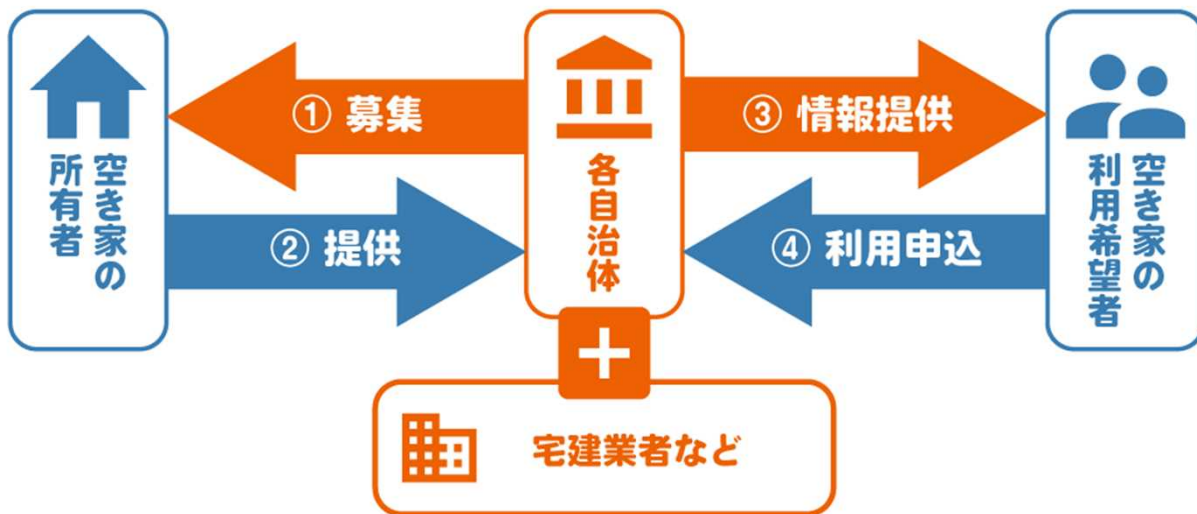 空き家の
所有者
① 募集
② 提供
各自治体
③ 情報提供
④ 利用申込
空き家の
利用希望者
+
宅建業者など